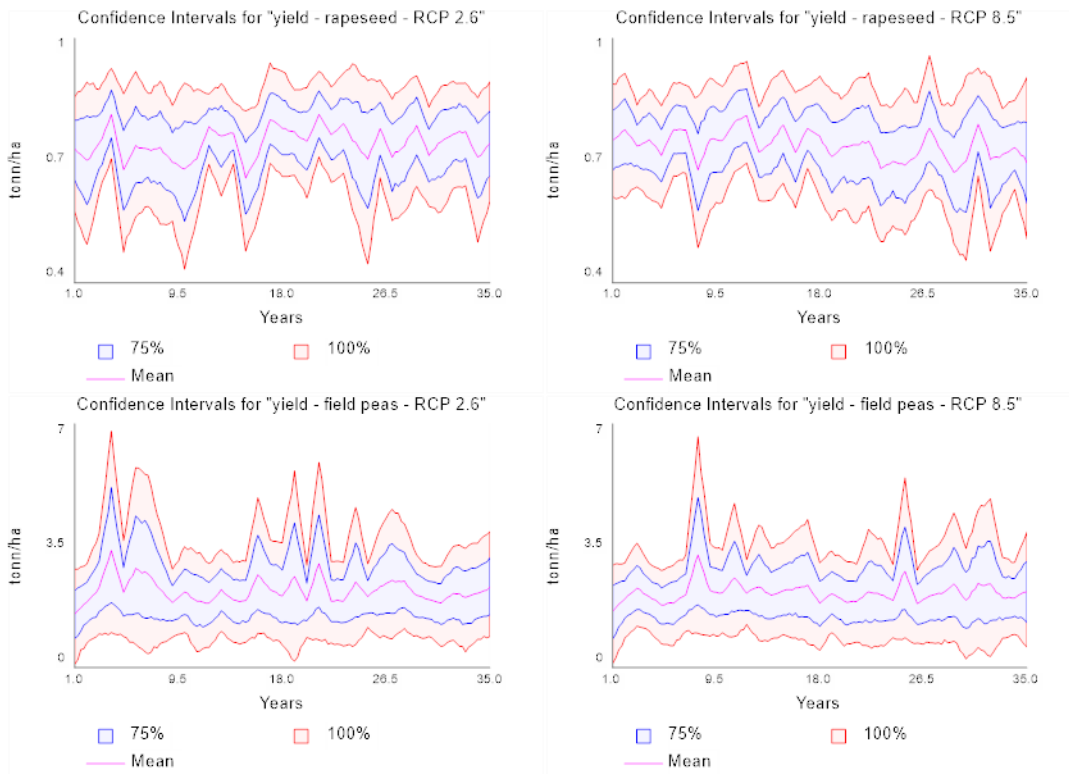 Confidence Intervals for "yield - rapeseed - RCP 2.6"
1
0.7
0.4
tonn/ha
1.0 9.5 18.0 26.5 35.0
Years
75% 100%
Mean
Confidence Intervals for "yield - rapeseed - RCP 8.5"
1
0.7
0.4
tonn/ha
1.0 9.5 18.0 26.5 35.0
Years
75% 100%
Mean
Confidence Intervals for "yield - field peas - RCP 2.6"
7
3.5
0
tonn/ha
1.0 9.5 18.0 26.5 35.0
Years
75% 100%
Mean
Confidence Intervals for "yield - field peas - RCP 8.5"
7
3.5
0
tonn/ha
1.0 9.5 18.0 26.5 35.0
Years
75% 100%
Mean